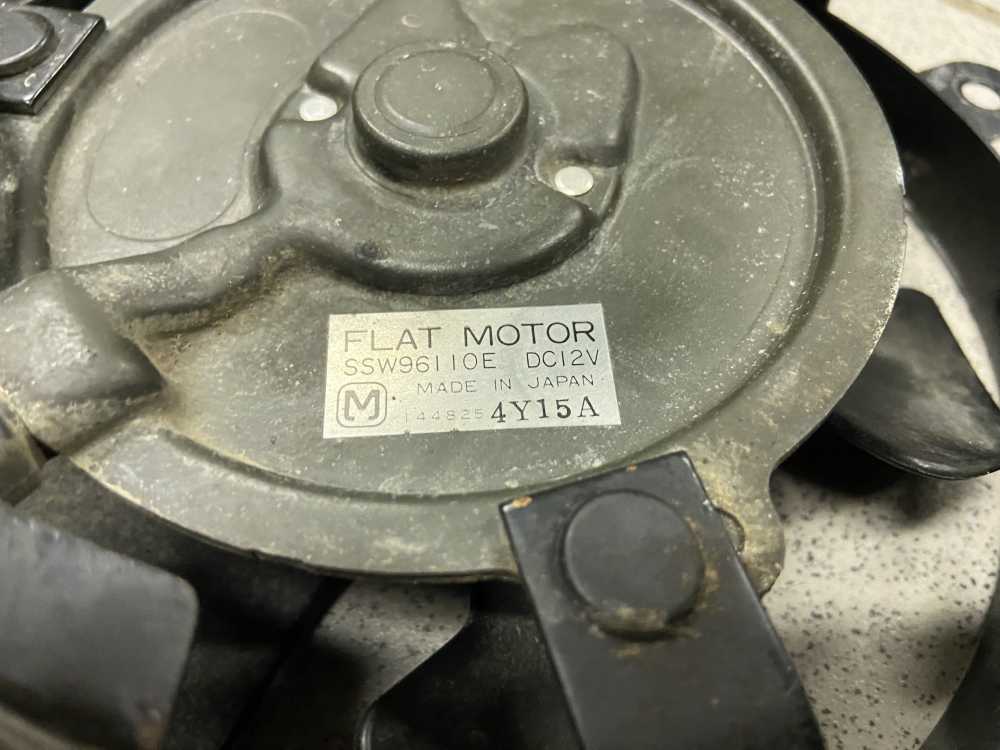 FLAT MOTOR
SSW96110E DC12V
MADE IN JAPAN
M 144825 4Y15A